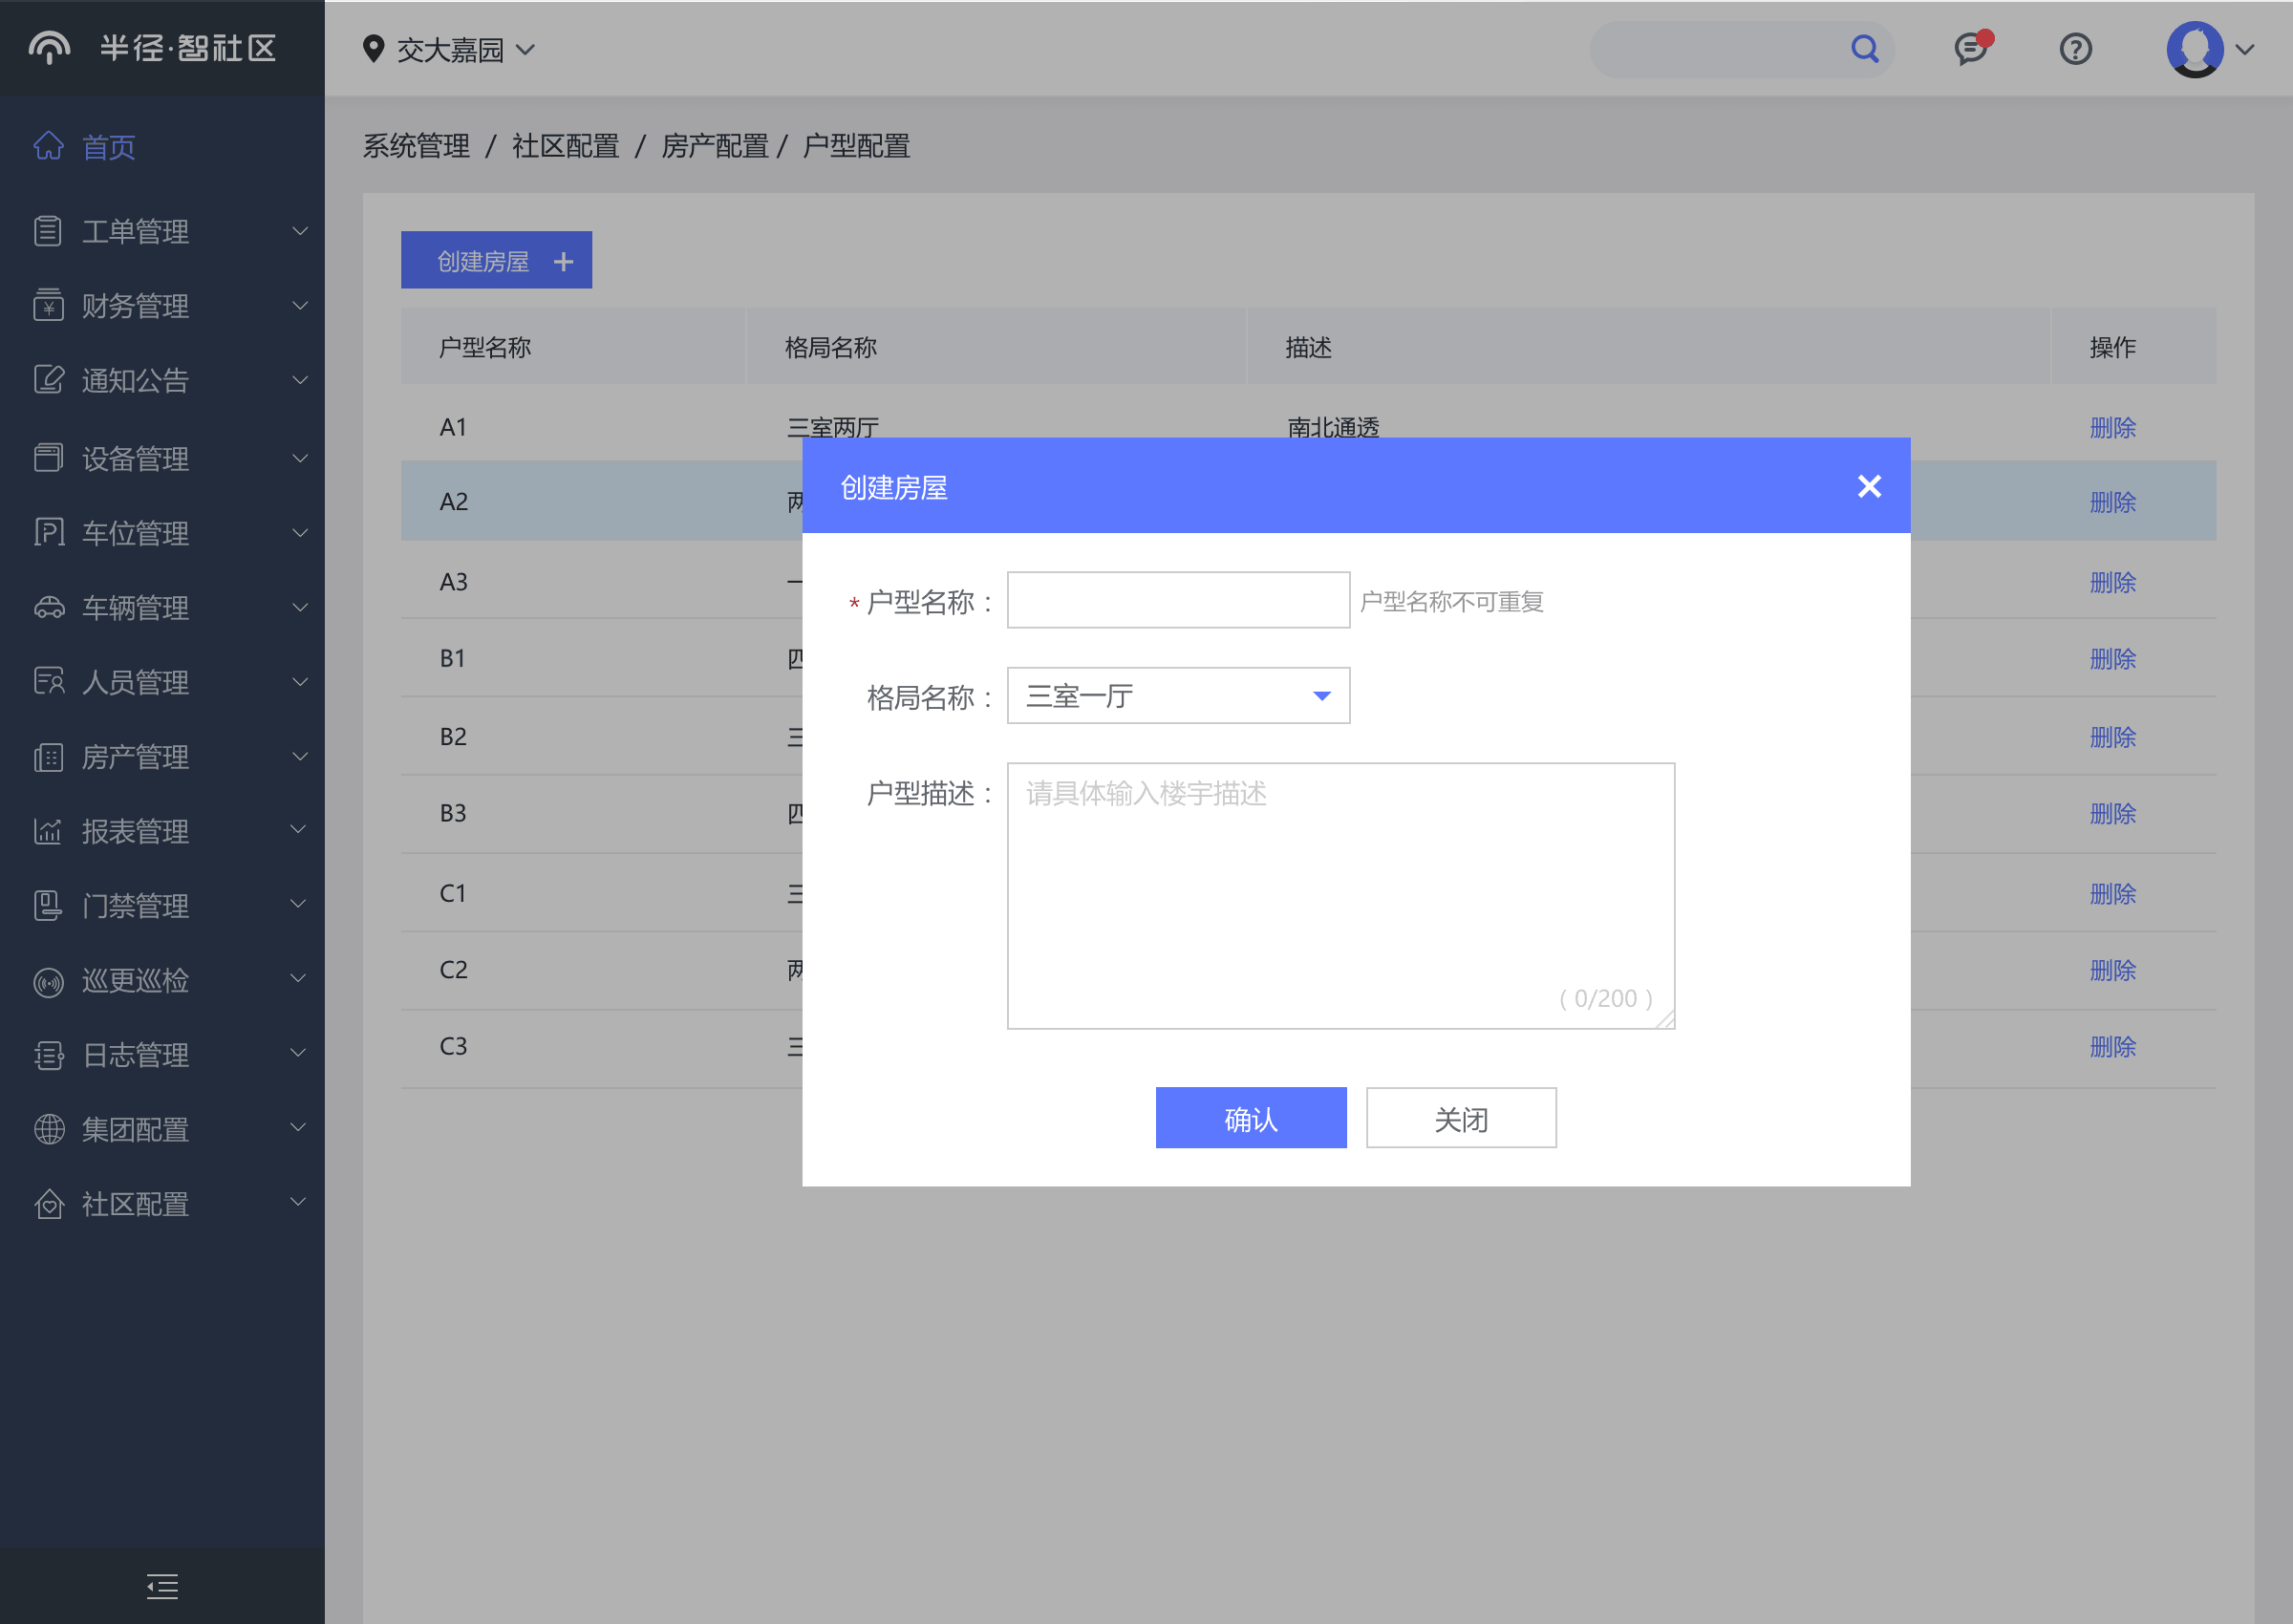 半径·智社区
交大嘉园
首页
工单管理
财务管理
通知公告
设备管理
车位管理
车辆管理
人员管理
房产管理
报表管理
门禁管理
巡更巡检
日志管理
集团配置
社区配置
系统管理 / 社区配置 / 房产配置 / 户型配置
创建房屋 +
户型名称 格局名称 描述 操作
A1 三室两厅 南北通透 删除
A2 两 删除
A3 一 删除
B1 四 删除
B2 三 删除
B3 四 删除
C1 三 删除
C2 两 删除
C3 三 删除
创建房屋
* 户型名称： 户型名称不可重复
格局名称： 三室一厅
户型描述： 请具体输入楼宇描述
( 0/200 )
确认 关闭